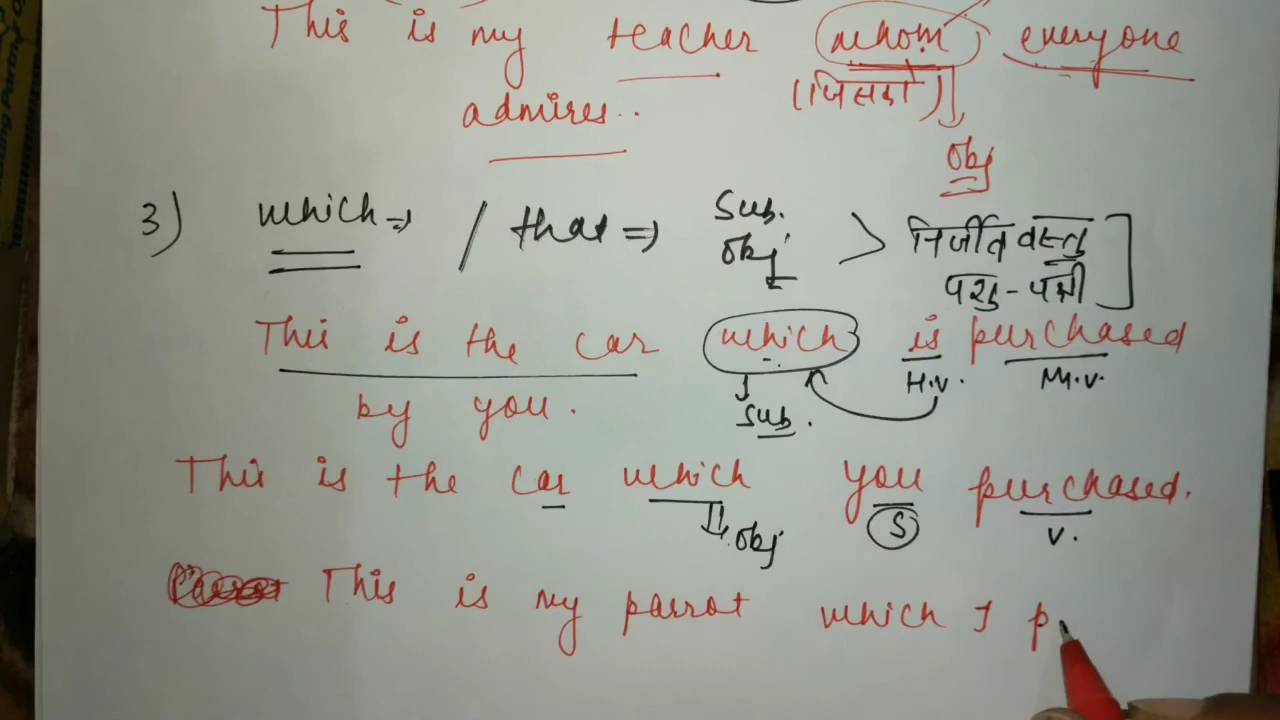 This is my teacher whom everyone
(जिसको)
admires..
Obj
3) which⇒ / that⇒ Sub. Obj > निर्जीव वस्तु
पशु-पक्षी
This is the car which is purchased
H.V. M.V.
Sub.
by you.
This is the car which you purchased.
Obj S V.
This is my parrot which I p